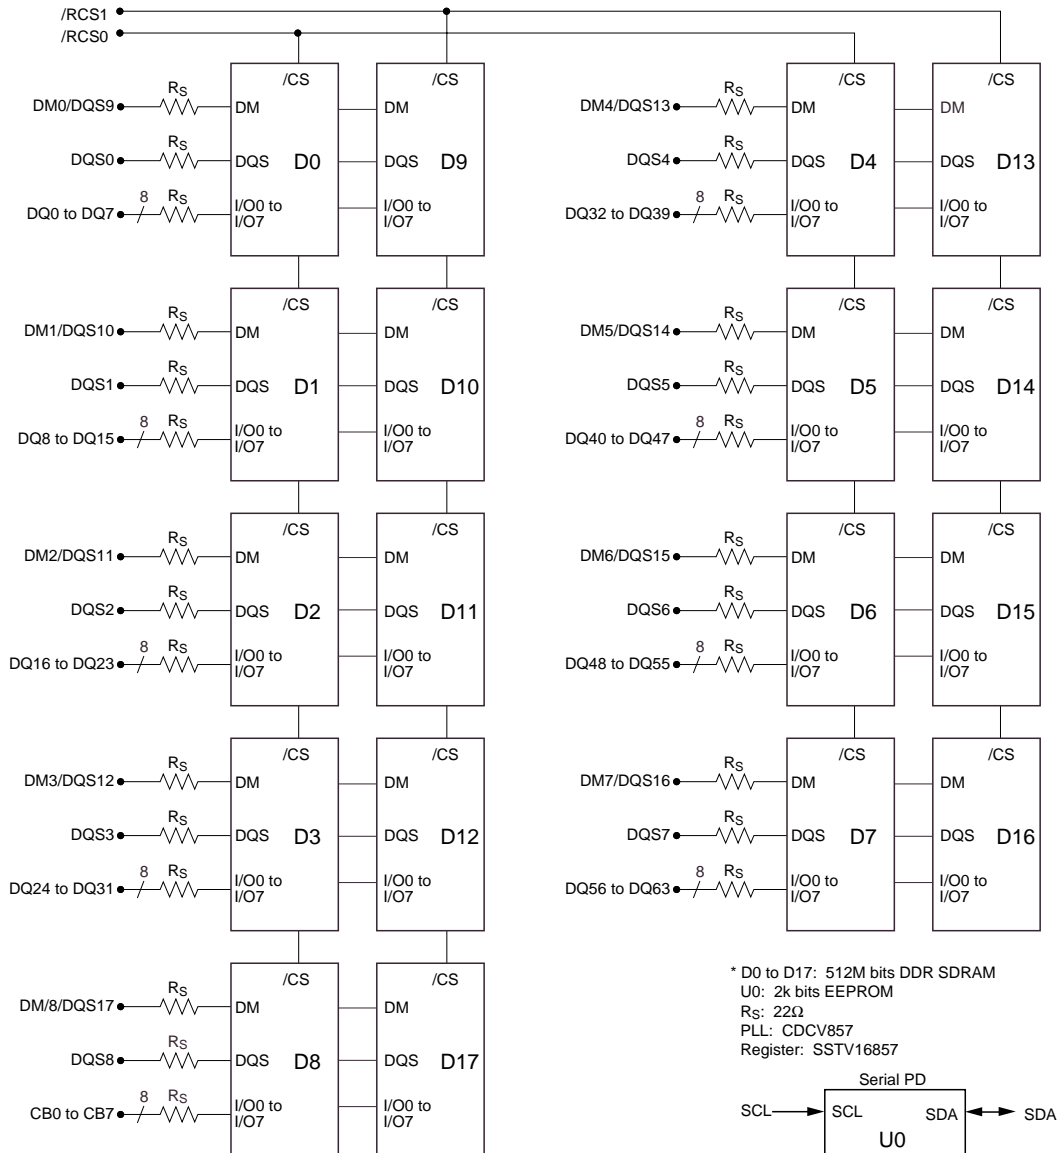 /RCS1
/RCS0
/CS /CS /CS /CS
DM0/DQS9 RS DM DM4/DQS13 RS DM DM
DQS0 RS DQS D0 DQS D9 DQS4 RS DQS D4 DQS D13
DQ0 to DQ7 8 RS I/O0 to I/O0 to DQ32 to DQ39 8 RS I/O0 to I/O0 to
I/O7 I/O7 I/O7 I/O7
/CS /CS /CS /CS
DM1/DQS10 RS DM DM DM5/DQS14 RS DM DM
DQS1 RS DQS D1 DQS D10 DQS5 RS DQS D5 DQS D14
DQ8 to DQ15 8 RS I/O0 to I/O0 to DQ40 to DQ47 8 RS I/O0 to I/O0 to
I/O7 I/O7 I/O7 I/O7
/CS /CS /CS /CS
DM2/DQS11 RS DM DM DM6/DQS15 RS DM DM
DQS2 RS DQS D2 DQS D11 DQS6 RS DQS D6 DQS D15
DQ16 to DQ23 8 RS I/O0 to I/O0 to DQ48 to DQ55 8 RS I/O0 to I/O0 to
I/O7 I/O7 I/O7 I/O7
/CS /CS /CS /CS
DM3/DQS12 RS DM DM DM7/DQS16 RS DM DM
DQS3 RS DQS D3 DQS D12 DQS7 RS DQS D7 DQS D16
DQ24 to DQ31 8 RS I/O0 to I/O0 to DQ56 to DQ63 8 RS I/O0 to I/O0 to
I/O7 I/O7 I/O7 I/O7
/CS /CS
DM/8/DQS17 RS DM DM
DQS8 RS DQS D8 DQS D17
CB0 to CB7 8 RS I/O0 to I/O0 to
I/O7 I/O7
* D0 to D17: 512M bits DDR SDRAM
U0: 2k bits EEPROM
RS: 22Ω
PLL: CDCV857
Register: SSTV16857
Serial PD
SCL SCL SDA SDA
U0